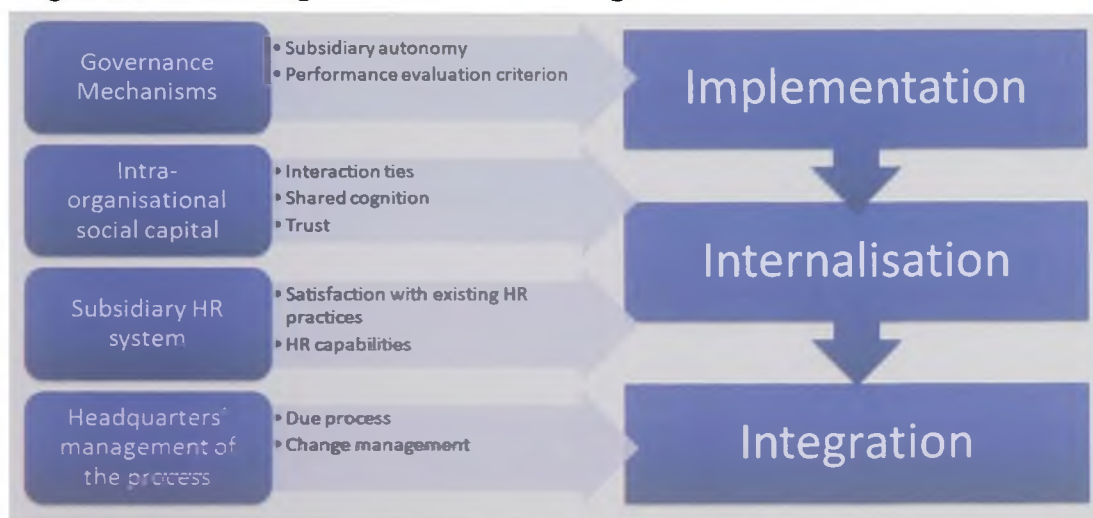 Governance
Mechanisms
• Subsidiary autonomy
• Performance evaluation criterion
Implementation
Intra-
organisational
social capital
• Interaction ties
• Shared cognition
• Trust
Internalisation
Subsidiary HR
system
• Satisfaction with existing HR
practices
• HR capabilities
Headquarters'
management of
the process
• Due process
• Change management
Integration